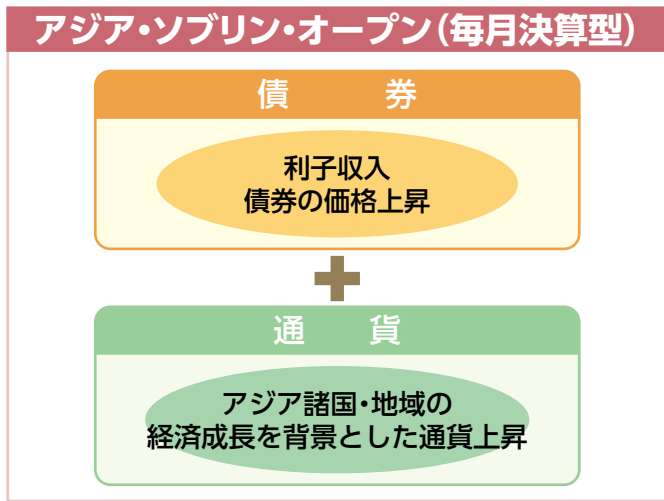 アジア・ソブリン・オープン(毎月決算型)
債　券
利子収入
債券の価格上昇
通　貨
アジア諸国・地域の
経済成長を背景とした通貨上昇